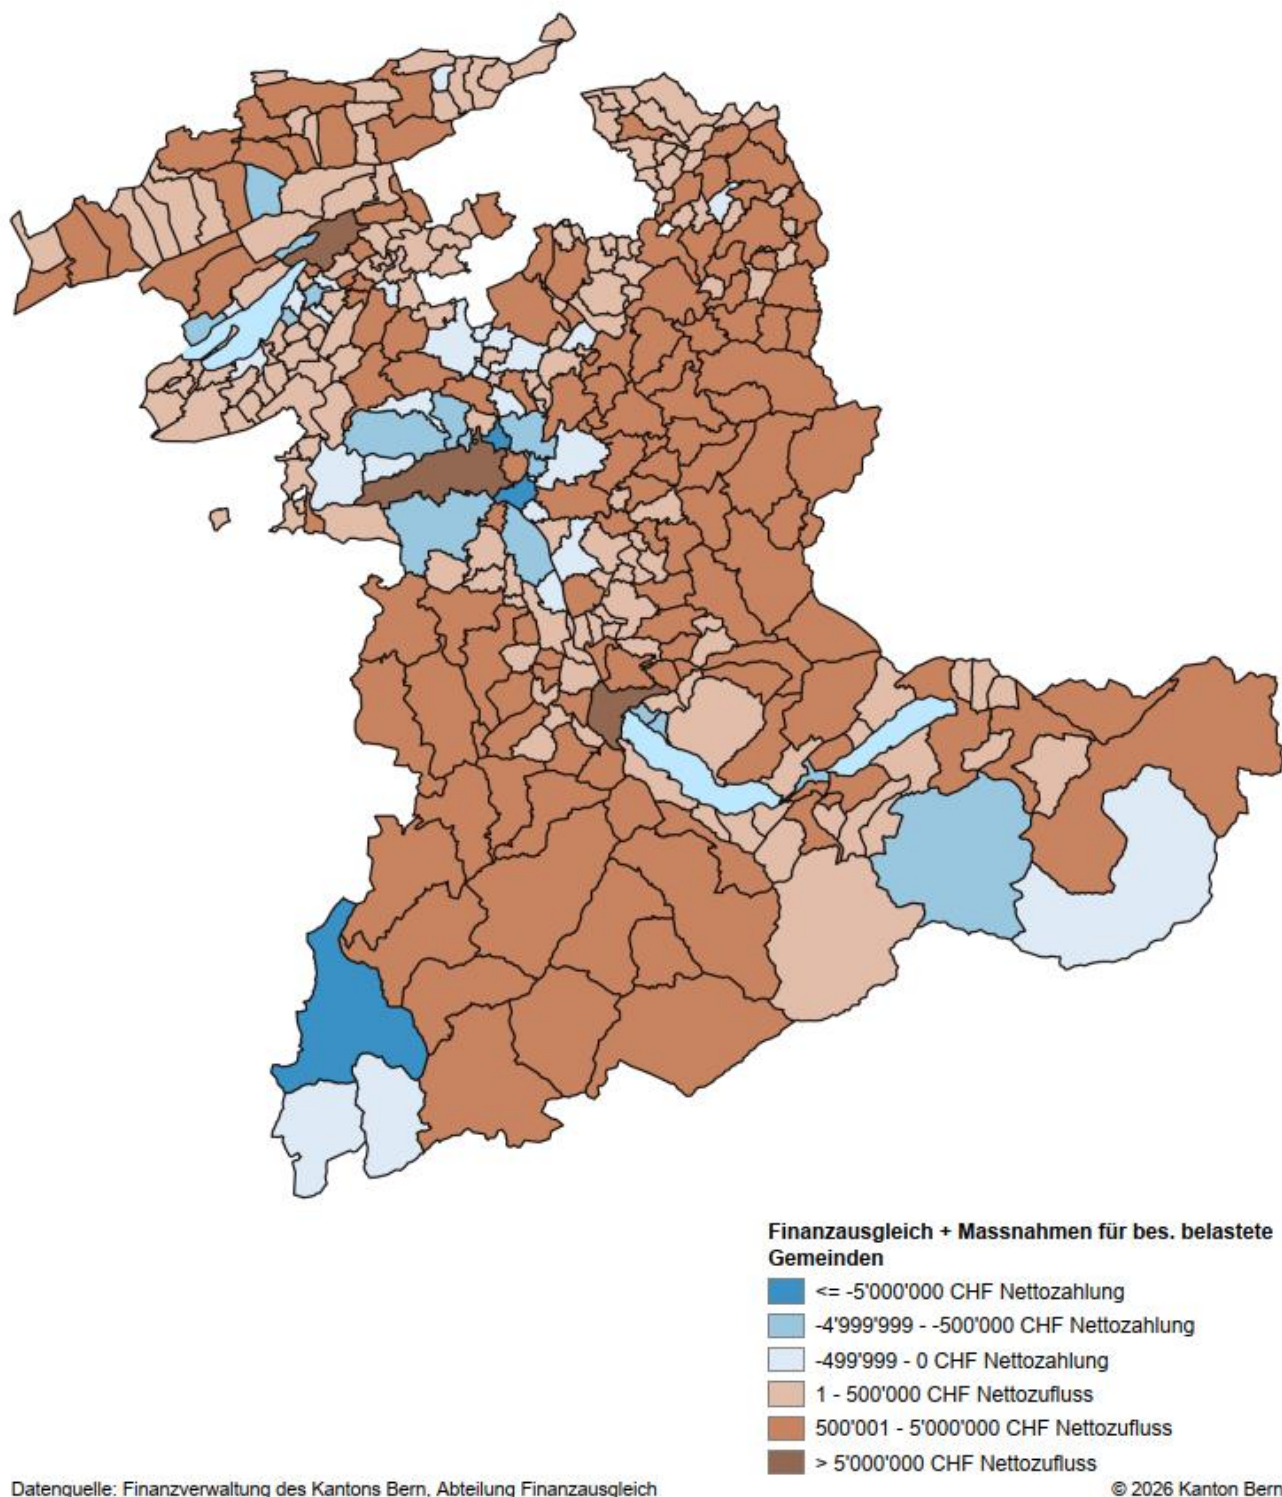 Finanzausgleich + Massnahmen für bes. belastete
Gemeinden
<= -5'000'000 CHF Nettozahlung
-4'999'999 - -500'000 CHF Nettozahlung
-499'999 - 0 CHF Nettozahlung
1 - 500'000 CHF Nettozufluss
500'001 - 5'000'000 CHF Nettozufluss
> 5'000'000 CHF Nettozufluss
Datenquelle: Finanzverwaltung des Kantons Bern, Abteilung Finanzausgleich
© 2026 Kanton Bern